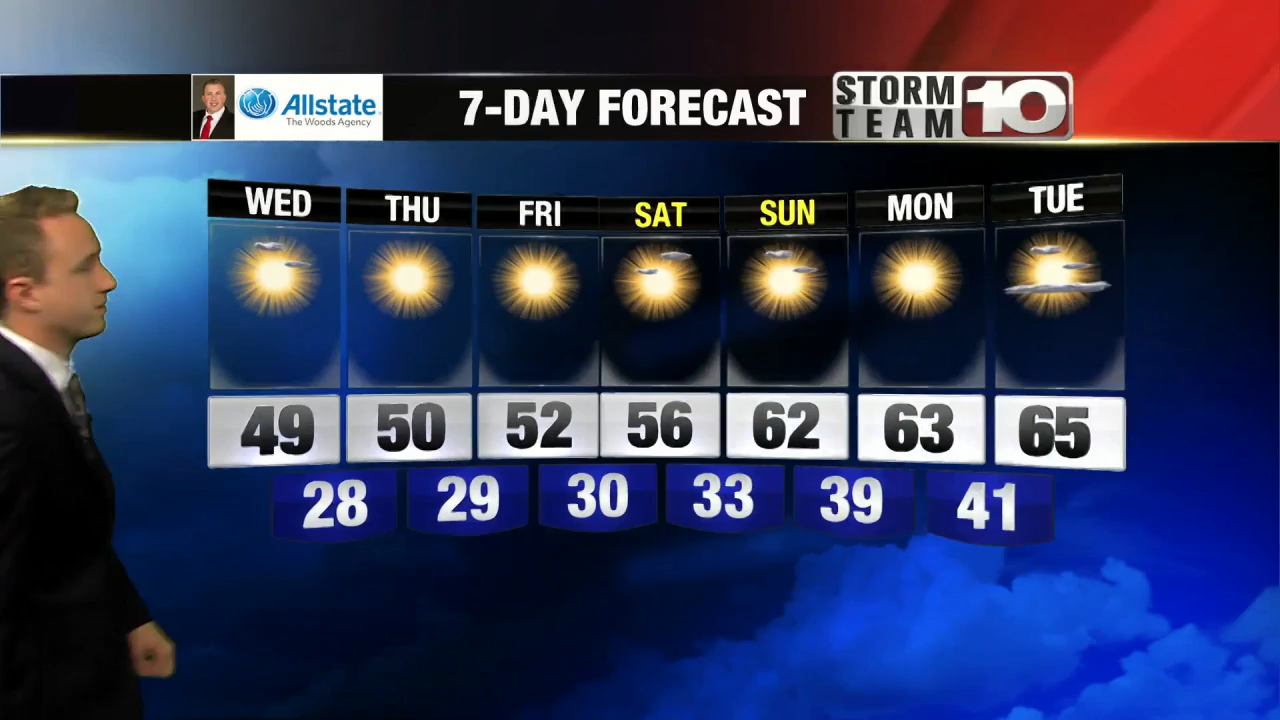 Allstate
The Woods Agency
7-DAY FORECAST
STORM
TEAM
10
WED THU FRI SAT SUN MON TUE
49 50 52 56 62 63 65
28 29 30 33 39 41